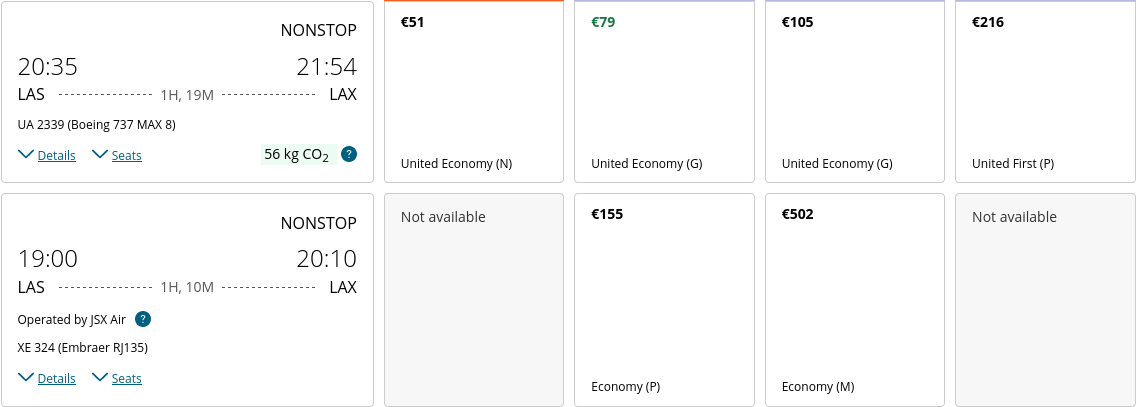 NONSTOP
20:35 21:54
LAS 1H, 19M LAX
UA 2339 (Boeing 737 MAX 8)
Details Seats 56 kg CO2 ?
€51
United Economy (N)
€79
United Economy (G)
€105
United Economy (G)
€216
United First (P)
NONSTOP
19:00 20:10
LAS 1H, 10M LAX
Operated by JSX Air ?
XE 324 (Embraer RJ135)
Details Seats
Not available
€155
Economy (P)
€502
Economy (M)
Not available